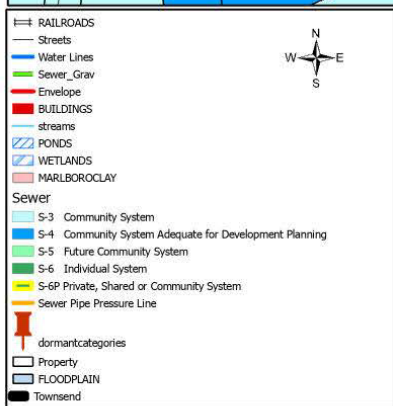 RAILROADS
N
Streets
Water Lines
W E
Sewer_Grav
S
Envelope
BUILDINGS
streams
PONDS
WETLANDS
MARLBOROCLAY
Sewer
S-3 Community System
S-4 Community System Adequate for Development Planning
S-5 Future Community System
S-6 Individual System
S-6P Private, Shared or Community System
Sewer Pipe Pressure Line
dormantcategories
Property
FLOODPLAIN
Townsend